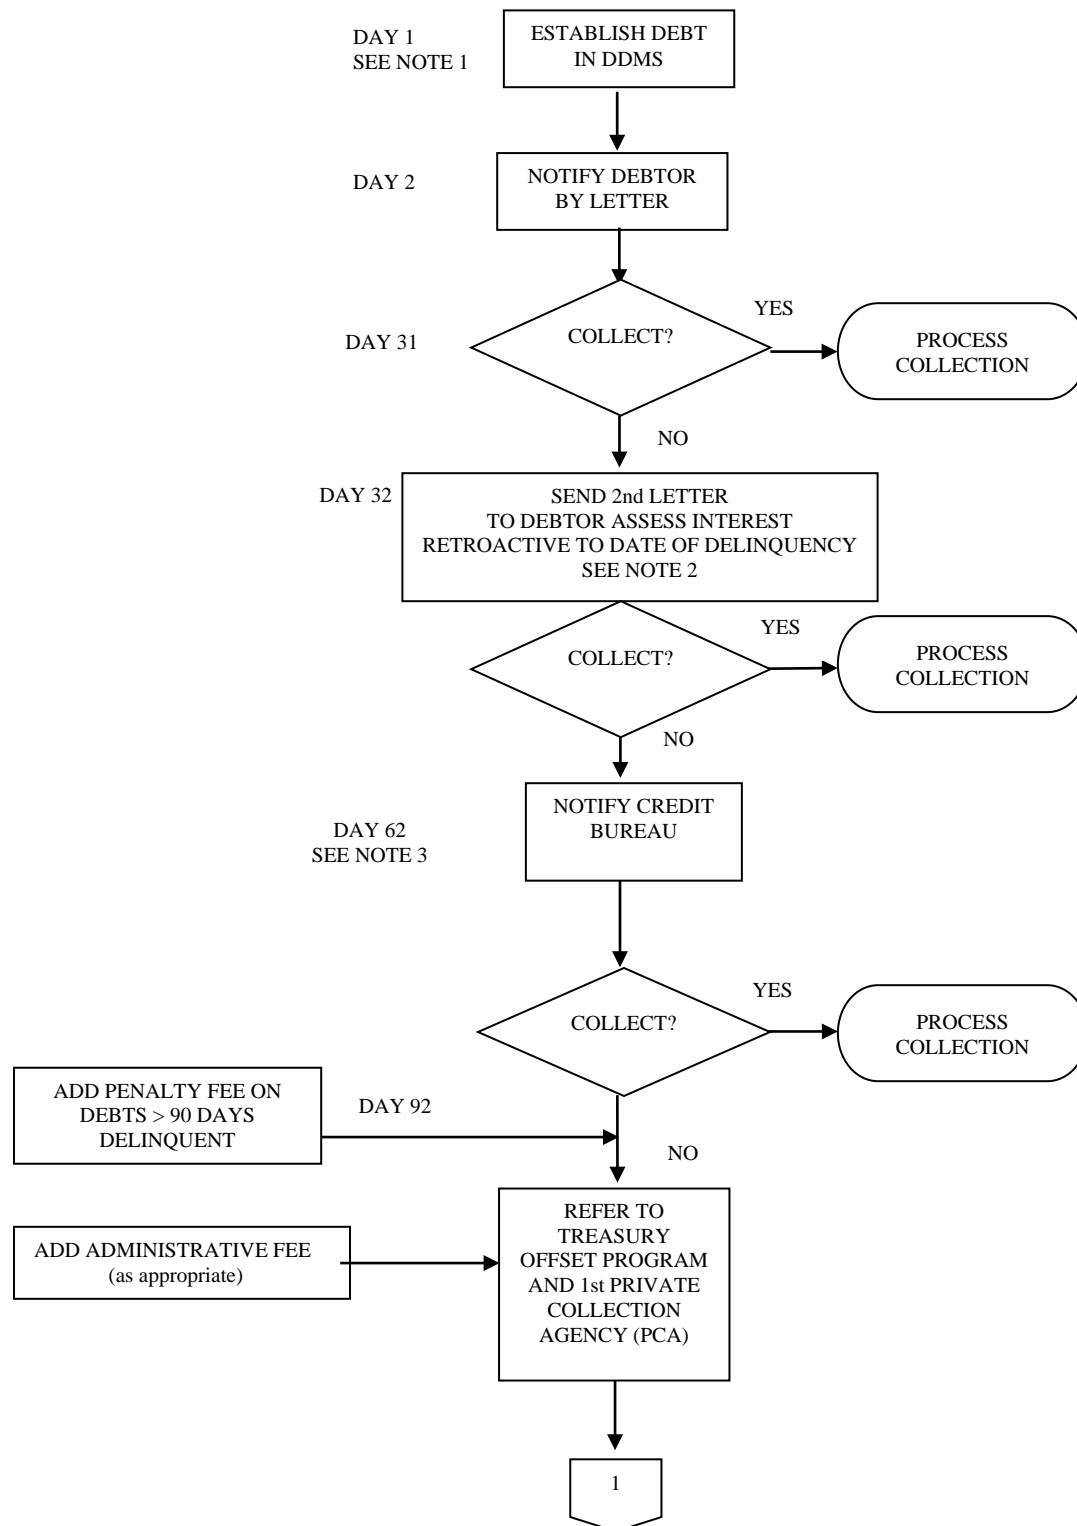 DAY 1
SEE NOTE 1
ESTABLISH DEBT
IN DDMS
DAY 2
NOTIFY DEBTOR
BY LETTER
DAY 31
COLLECT?
YES
PROCESS
COLLECTION
NO
DAY 32
SEND 2nd LETTER
TO DEBTOR ASSESS INTEREST
RETROACTIVE TO DATE OF DELINQUENCY
SEE NOTE 2
COLLECT?
YES
PROCESS
COLLECTION
NO
DAY 62
SEE NOTE 3
NOTIFY CREDIT
BUREAU
COLLECT?
YES
PROCESS
COLLECTION
ADD PENALTY FEE ON
DEBTS > 90 DAYS
DELINQUENT
DAY 92
NO
ADD ADMINISTRATIVE FEE
(as appropriate)
REFER TO
TREASURY
OFFSET PROGRAM
AND 1st PRIVATE
COLLECTION
AGENCY (PCA)
1